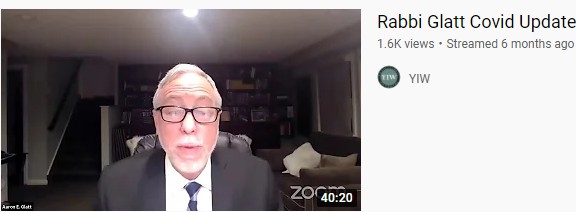 Rabbi Glatt Covid Update
1.6K views • Streamed 6 months ago
YIW
YIW
zoom
40:20
Aaron E. Glatt